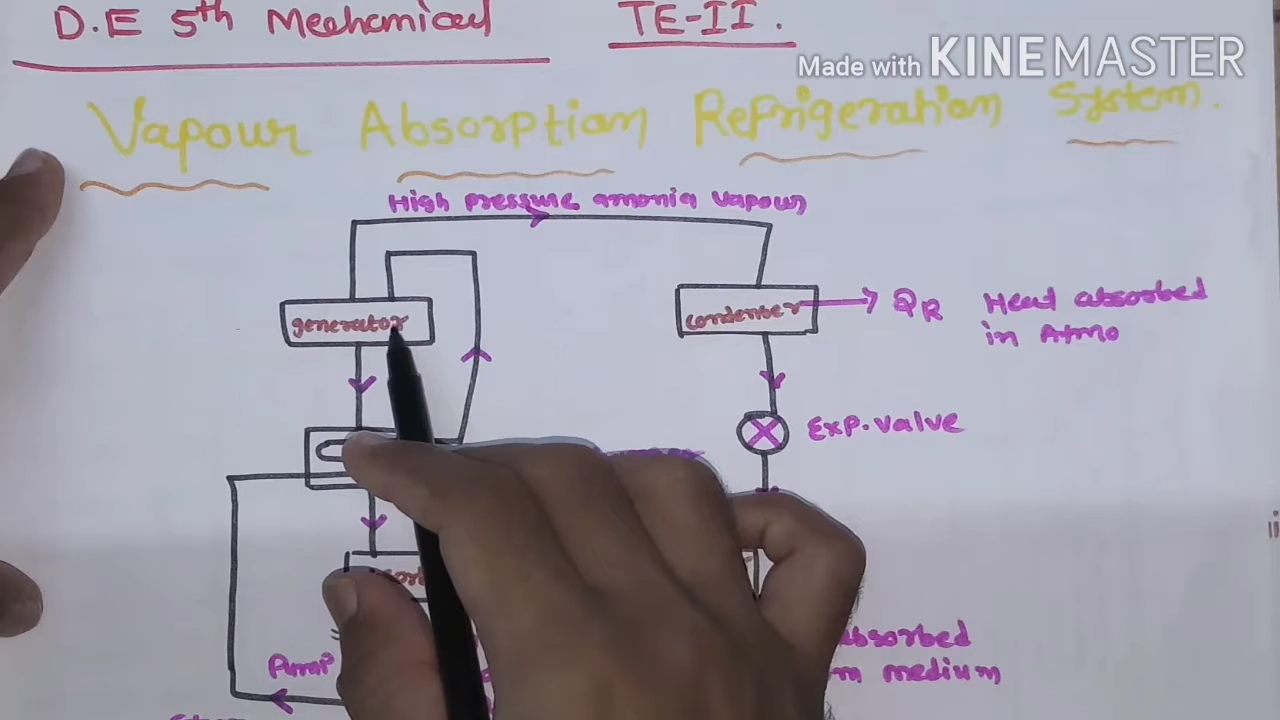 D.E 5th Mechanical TE-II.
Made with KINEMASTER
Vapour Absorption Refrigeration System.
High pressure amonia vapour
generator
condenser
QR Heat absorbed
in Atmo
Exp.valve
absorbed
Pump
medium